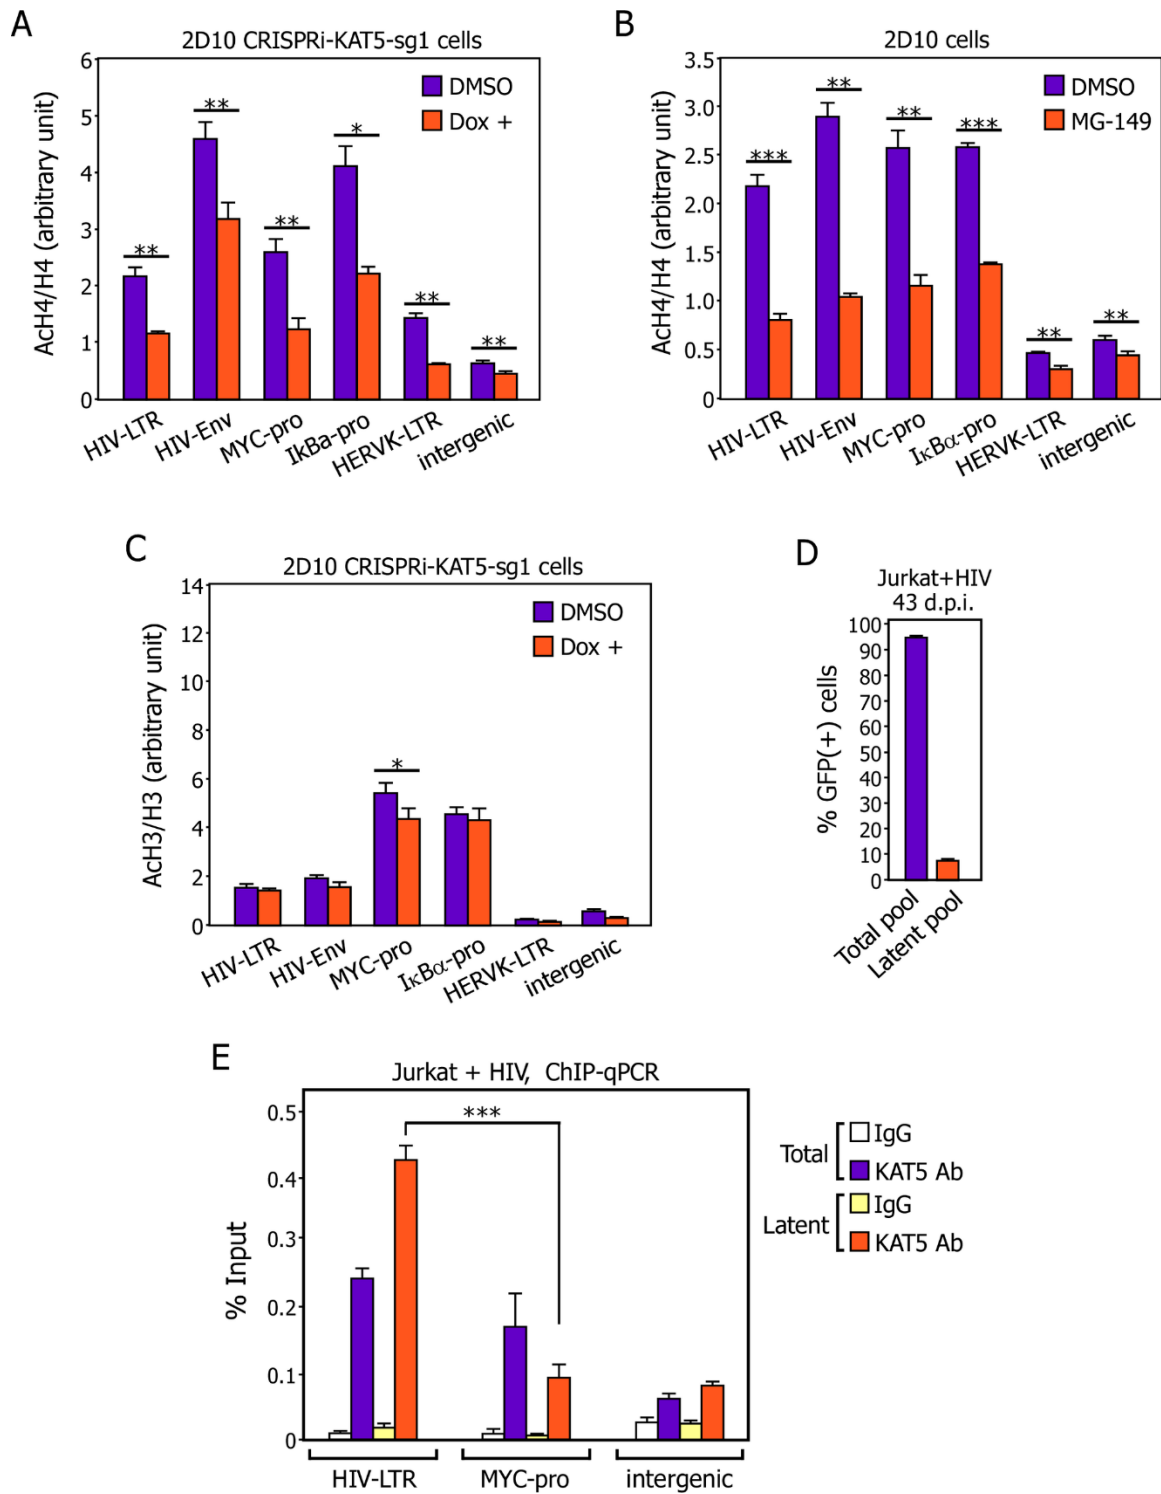 A
2D10 CRISPRi-KAT5-sg1 cells
AcH4/H4 (arbitrary unit)
6
5
4
3
2
1
0
DMSO
Dox +
**
**
**
*
**
**
HIV-LTR
HIV-Env
MYC-pro
IkBa-pro
HERVK-LTR
intergenic
B
2D10 cells
AcH4/H4 (arbitrary unit)
3.5
3.0
2.5
2.0
1.5
1.0
0.5
0
DMSO
MG-149
***
**
**
***
**
**
HIV-LTR
HIV-Env
MYC-pro
IκBα-pro
HERVK-LTR
intergenic
C
2D10 CRISPRi-KAT5-sg1 cells
AcH3/H3 (arbitrary unit)
14
12
10
8
6
4
2
0
DMSO
Dox +
*
HIV-LTR
HIV-Env
MYC-pro
IκBα-pro
HERVK-LTR
intergenic
D
Jurkat+HIV
43 d.p.i.
% GFP(+) cells
100
90
80
70
60
50
40
30
20
10
0
Total pool
Latent pool
E
Jurkat + HIV, ChIP-qPCR
% Input
0.5
0.4
0.3
0.2
0.1
0
***
HIV-LTR
MYC-pro
intergenic
Total
IgG
KAT5 Ab
Latent
IgG
KAT5 Ab